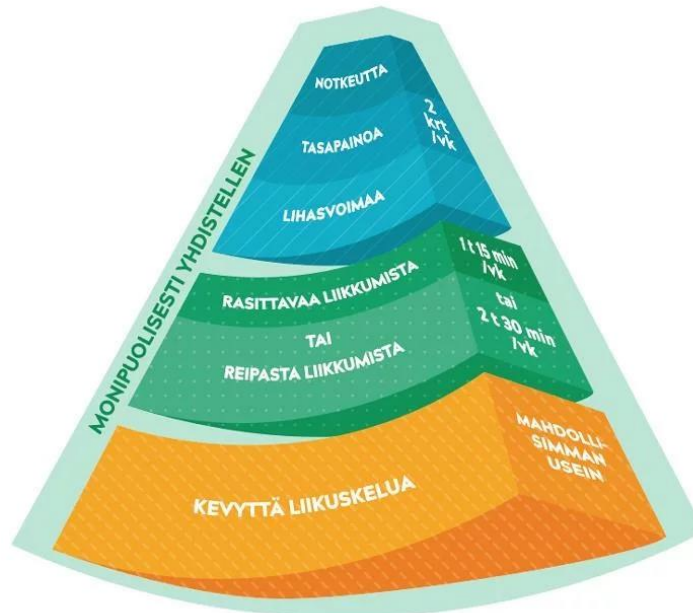 MONIPUOLISESTI YHDISTELLEN
NOTKEUTTA
TASAPAINOA
LIHASVOIMAA
2
krt
/vk
RASITTAVAA LIIKKUMISTA
1 t 15 min
/vk
TAI
REIPASTA LIIKKUMISTA
tai
2 t 30 min
/vk
KEVYTTÄ LIIKUSKELUA
MAHDOLLI-
SIMMAN
USEIN